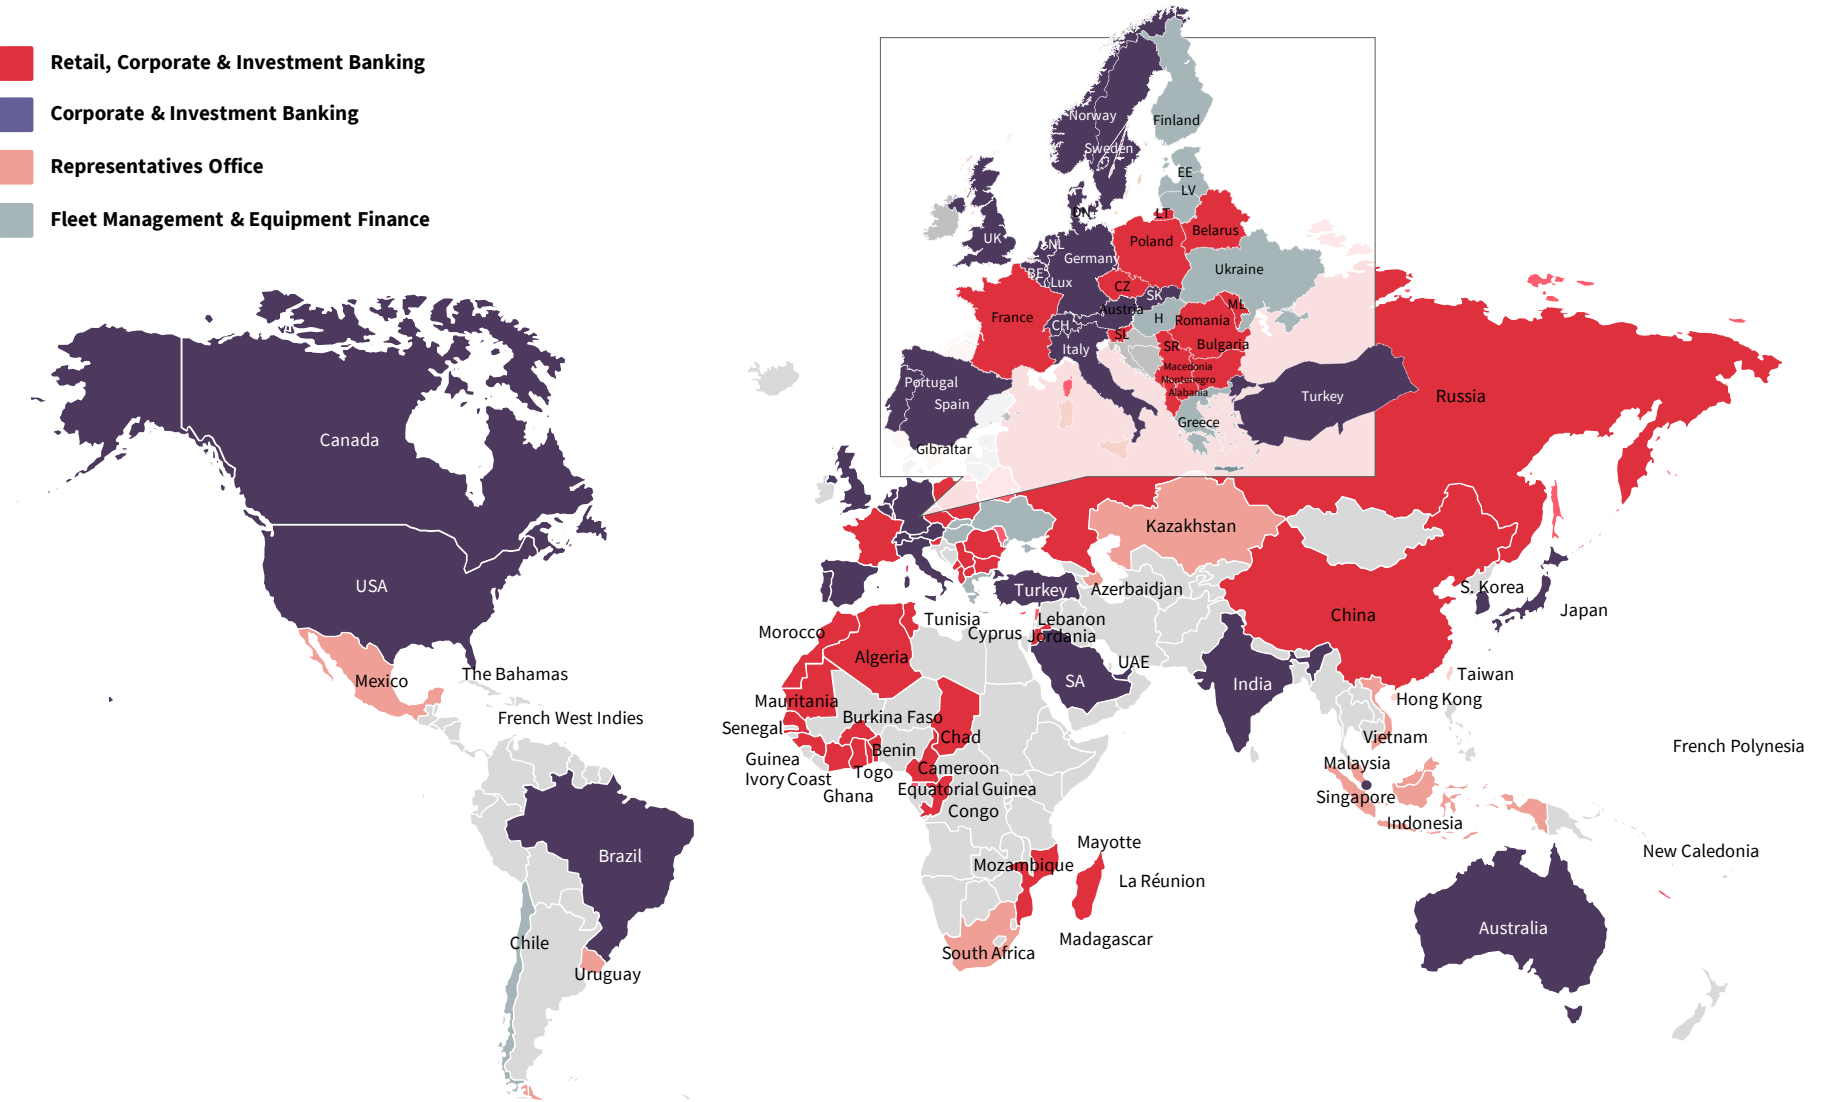 Retail, Corporate & Investment Banking
Corporate & Investment Banking
Representatives Office
Fleet Management & Equipment Finance
Norway
Finland
Sweden
EE
LV
DN
LT
UK
NL
Poland
Belarus
Germany
BE
Ukraine
Lux
CZ
SK
ML
Austria
France
H
Romania
CH
SL
Bulgaria
Italy
SR
Macedonia
Montenegro
Portugal
Alabania
Spain
Turkey
Russia
Greece
Gibraltar
Canada
USA
Kazakhstan
Turkey
Azerbaijdan
S. Korea
Japan
China
Tunisia
Lebanon
Morocco
Cyprus
Jordania
Algeria
UAE
Mexico
The Bahamas
SA
India
Taiwan
Hong Kong
French West Indies
Mauritania
Burkina Faso
Senegal
Chad
Vietnam
Benin
French Polynesia
Guinea
Cameroon
Malaysia
Ivory Coast
Togo
Equatorial Guinea
Ghana
Singapore
Congo
Indonesia
Brazil
Mayotte
Mozambique
New Caledonia
La Réunion
Chile
Madagascar
Australia
South Africa
Uruguay